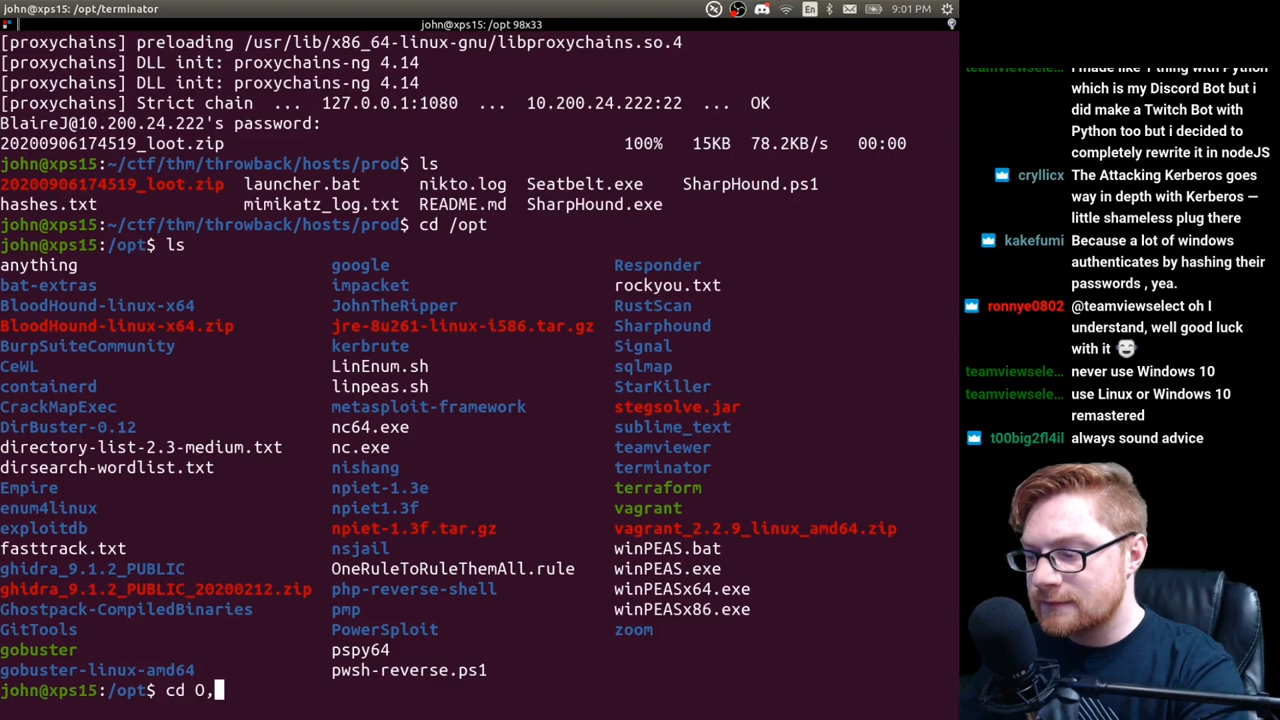 john@xps15: /opt/terminator
En
9:01 PM
john@xps15: /opt 98x33
[proxychains] preloading /usr/lib/x86_64-linux-gnu/libproxychains.so.4
[proxychains] DLL init: proxychains-ng 4.14
[proxychains] DLL init: proxychains-ng 4.14
[proxychains] Strict chain ... 127.0.0.1:1080 ... 10.200.24.222:22 ... OK
BlaireJ@10.200.24.222's password:
20200906174519_loot.zip 100% 15KB 78.2KB/s 00:00
john@xps15:~/ctf/thm/throwback/hosts/prod$ ls
20200906174519_loot.zip launcher.bat nikto.log Seatbelt.exe SharpHound.ps1
hashes.txt mimikatz_log.txt README.md SharpHound.exe
john@xps15:~/ctf/thm/throwback/hosts/prod$ cd /opt
john@xps15:/opt$ ls
anything google Responder
bat-extras impacket rockyou.txt
BloodHound-linux-x64 JohnTheRipper RustScan
BloodHound-linux-x64.zip jre-8u261-linux-i586.tar.gz Sharphound
BurpSuiteCommunity kerbrute Signal
CeWL LinEnum.sh sqlmap
containerd linpeas.sh StarKiller
CrackMapExec metasploit-framework stegsolve.jar
DirBuster-0.12 nc64.exe sublime_text
directory-list-2.3-medium.txt nc.exe teamviewer
dirsearch-wordlist.txt nishang terminator
Empire npiet-1.3e terraform
enum4linux npiet1.3f vagrant
exploitdb npiet-1.3f.tar.gz vagrant_2.2.9_linux_amd64.zip
fasttrack.txt nsjail winPEAS.bat
ghidra_9.1.2_PUBLIC OneRuleToRuleThemAll.rule winPEAS.exe
ghidra_9.1.2_PUBLIC_20200212.zip php-reverse-shell winPEASx64.exe
Ghostpack-CompiledBinaries pmp winPEASx86.exe
GitTools PowerSploit zoom
gobuster pspy64
gobuster-linux-amd64 pwsh-reverse.ps1
john@xps15:/opt$ cd O,
teamviewsele... I made like 1 thing with Python
which is my Discord Bot but i
did make a Twitch Bot with
Python too but i decided to
completely rewrite it in nodeJS
cryllicx The Attacking Kerberos goes
way in depth with Kerberos —
little shameless plug there
kakefumi Because a lot of windows
authenticates by hashing their
passwords , yea.
ronnye0802 @teamviewselect oh I
understand, well good luck
with it
teamviewsele... never use Windows 10
teamviewsele... use Linux or Windows 10
remastered
t00big2fl4il always sound advice